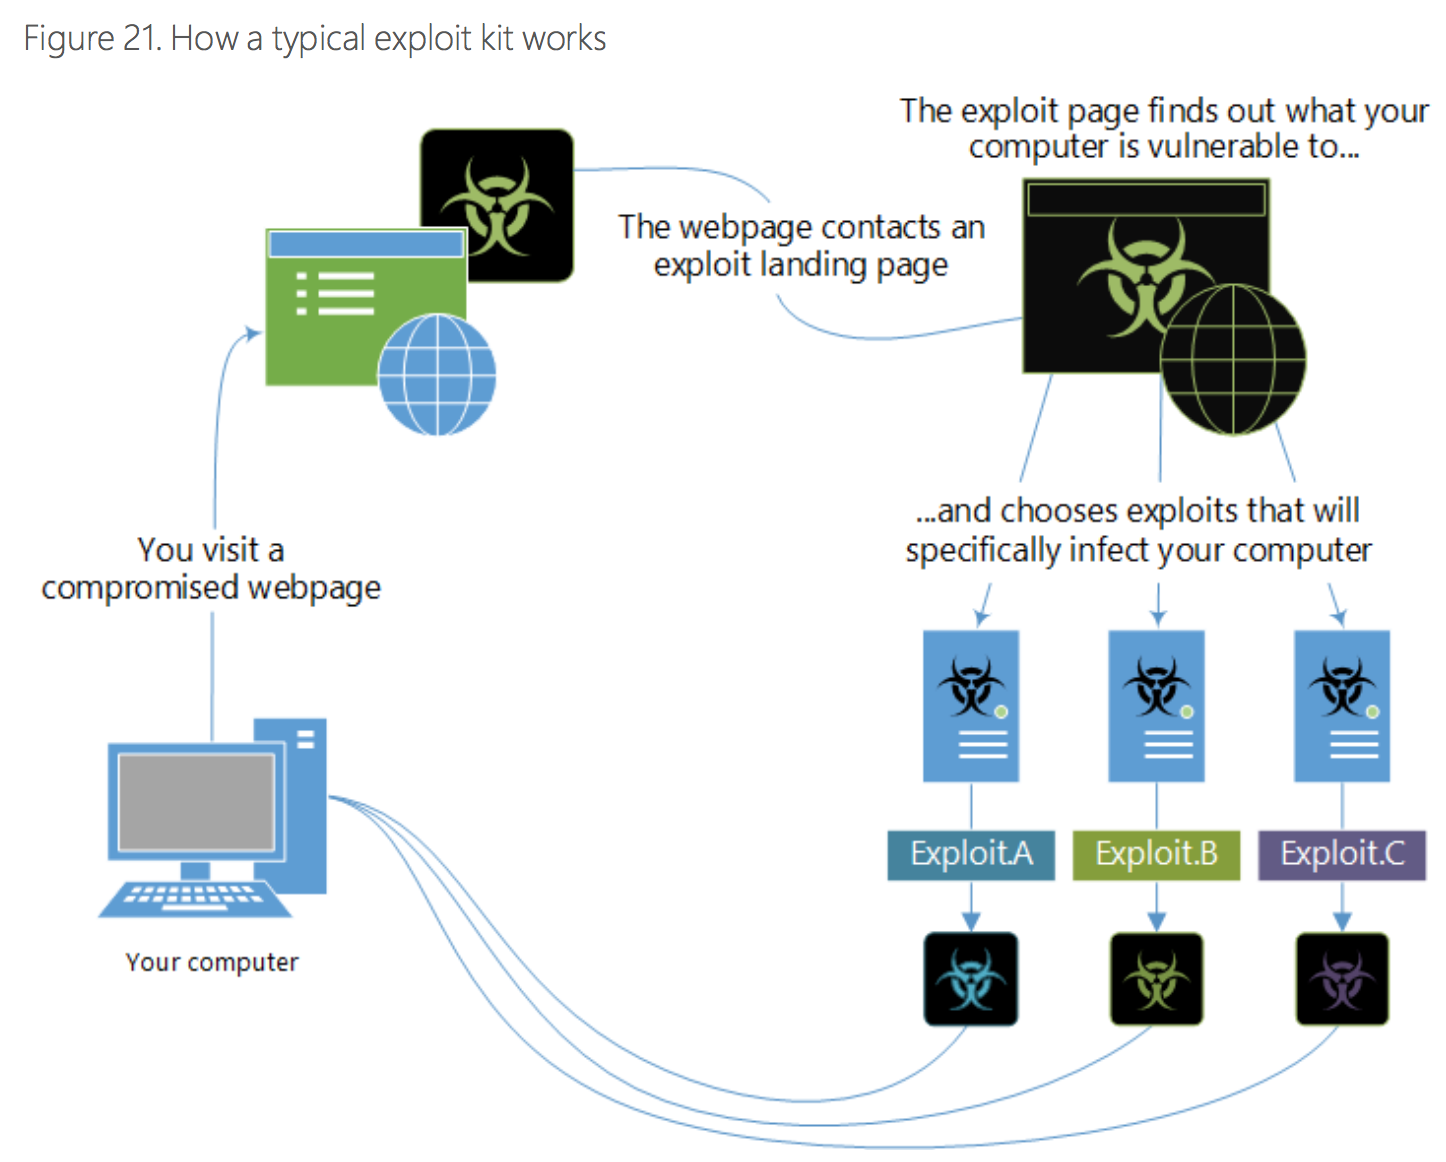 Figure 21. How a typical exploit kit works
The exploit page finds out what your
computer is vulnerable to...
The webpage contacts an
exploit landing page
...and chooses exploits that will
specifically infect your computer
You visit a
compromised webpage
Exploit.A
Exploit.B
Exploit.C
Your computer